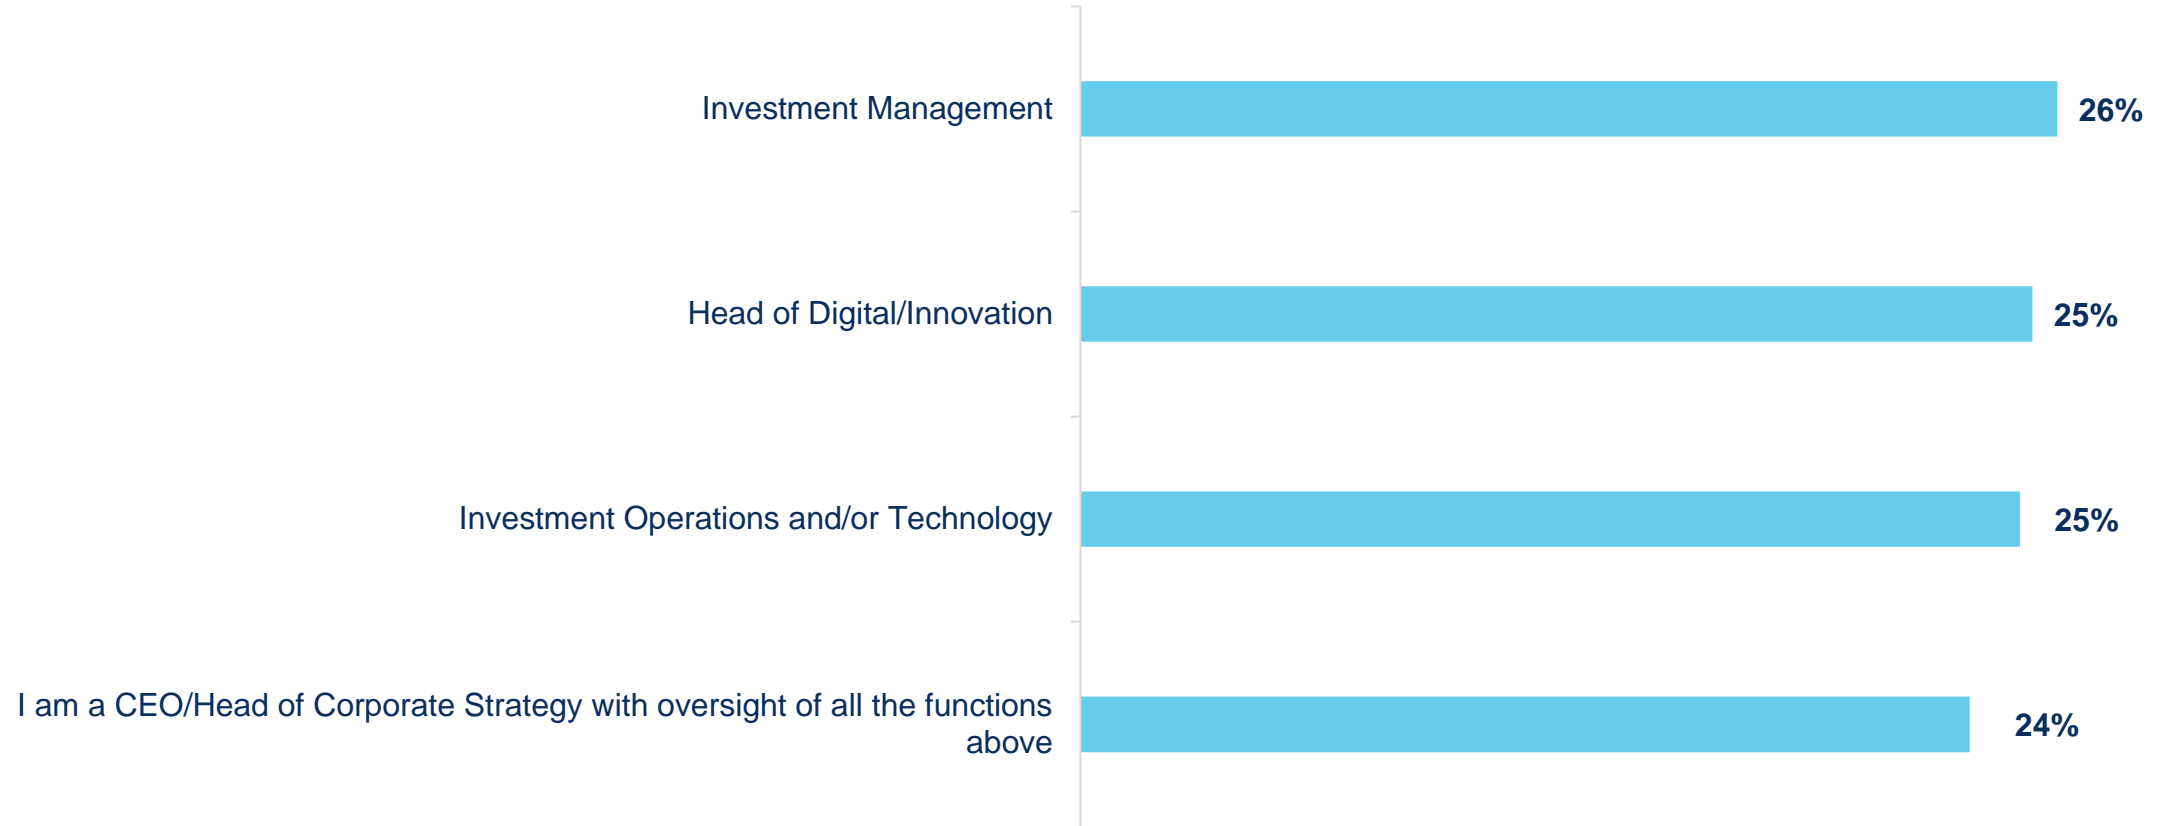 Investment Management
26%
Head of Digital/Innovation
25%
Investment Operations and/or Technology
25%
I am a CEO/Head of Corporate Strategy with oversight of all the functions
above
24%